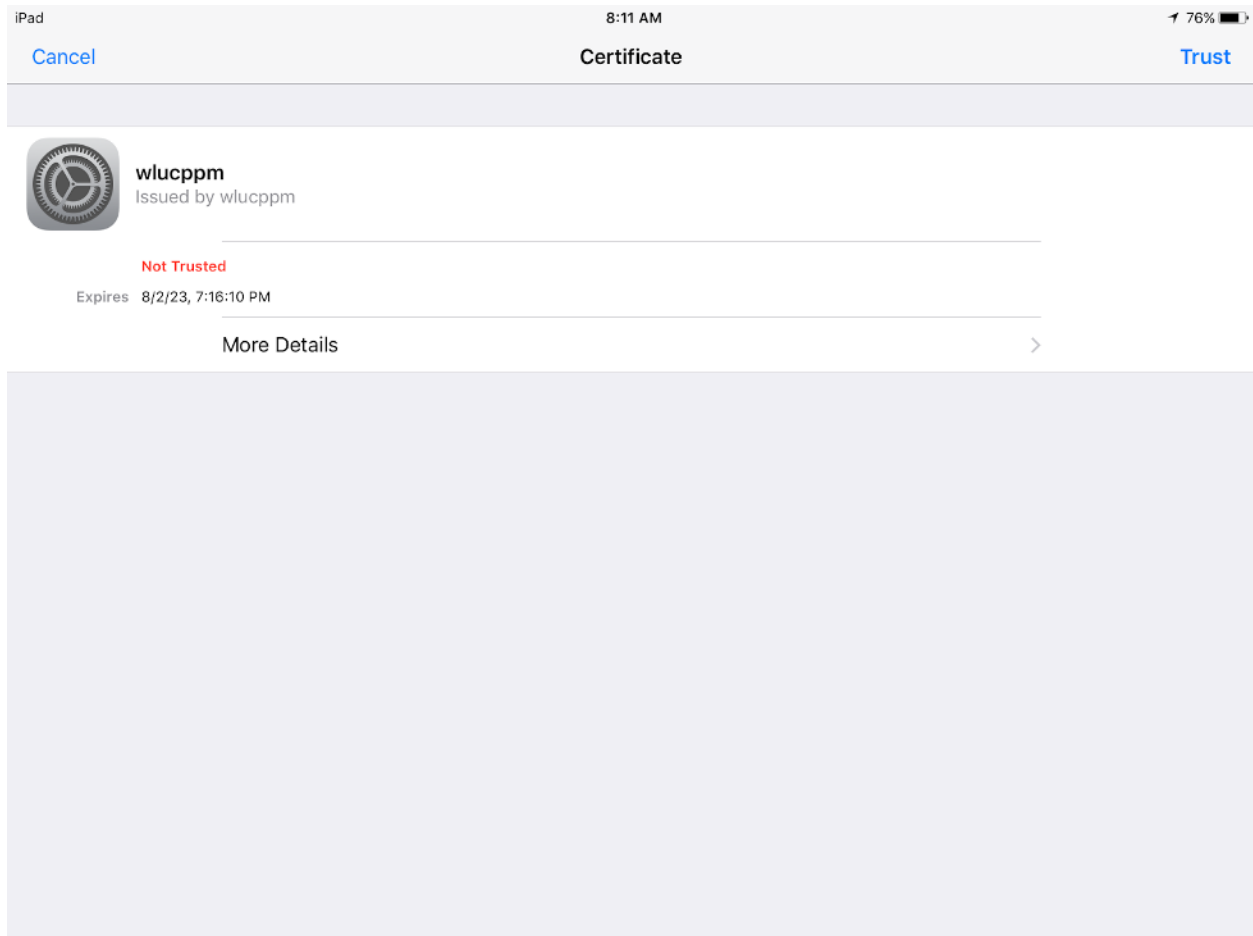 iPad 8:11 AM 76%
Cancel Certificate Trust
wlucppm
Issued by wlucppm
Not Trusted
Expires 8/2/23, 7:16:10 PM
More Details